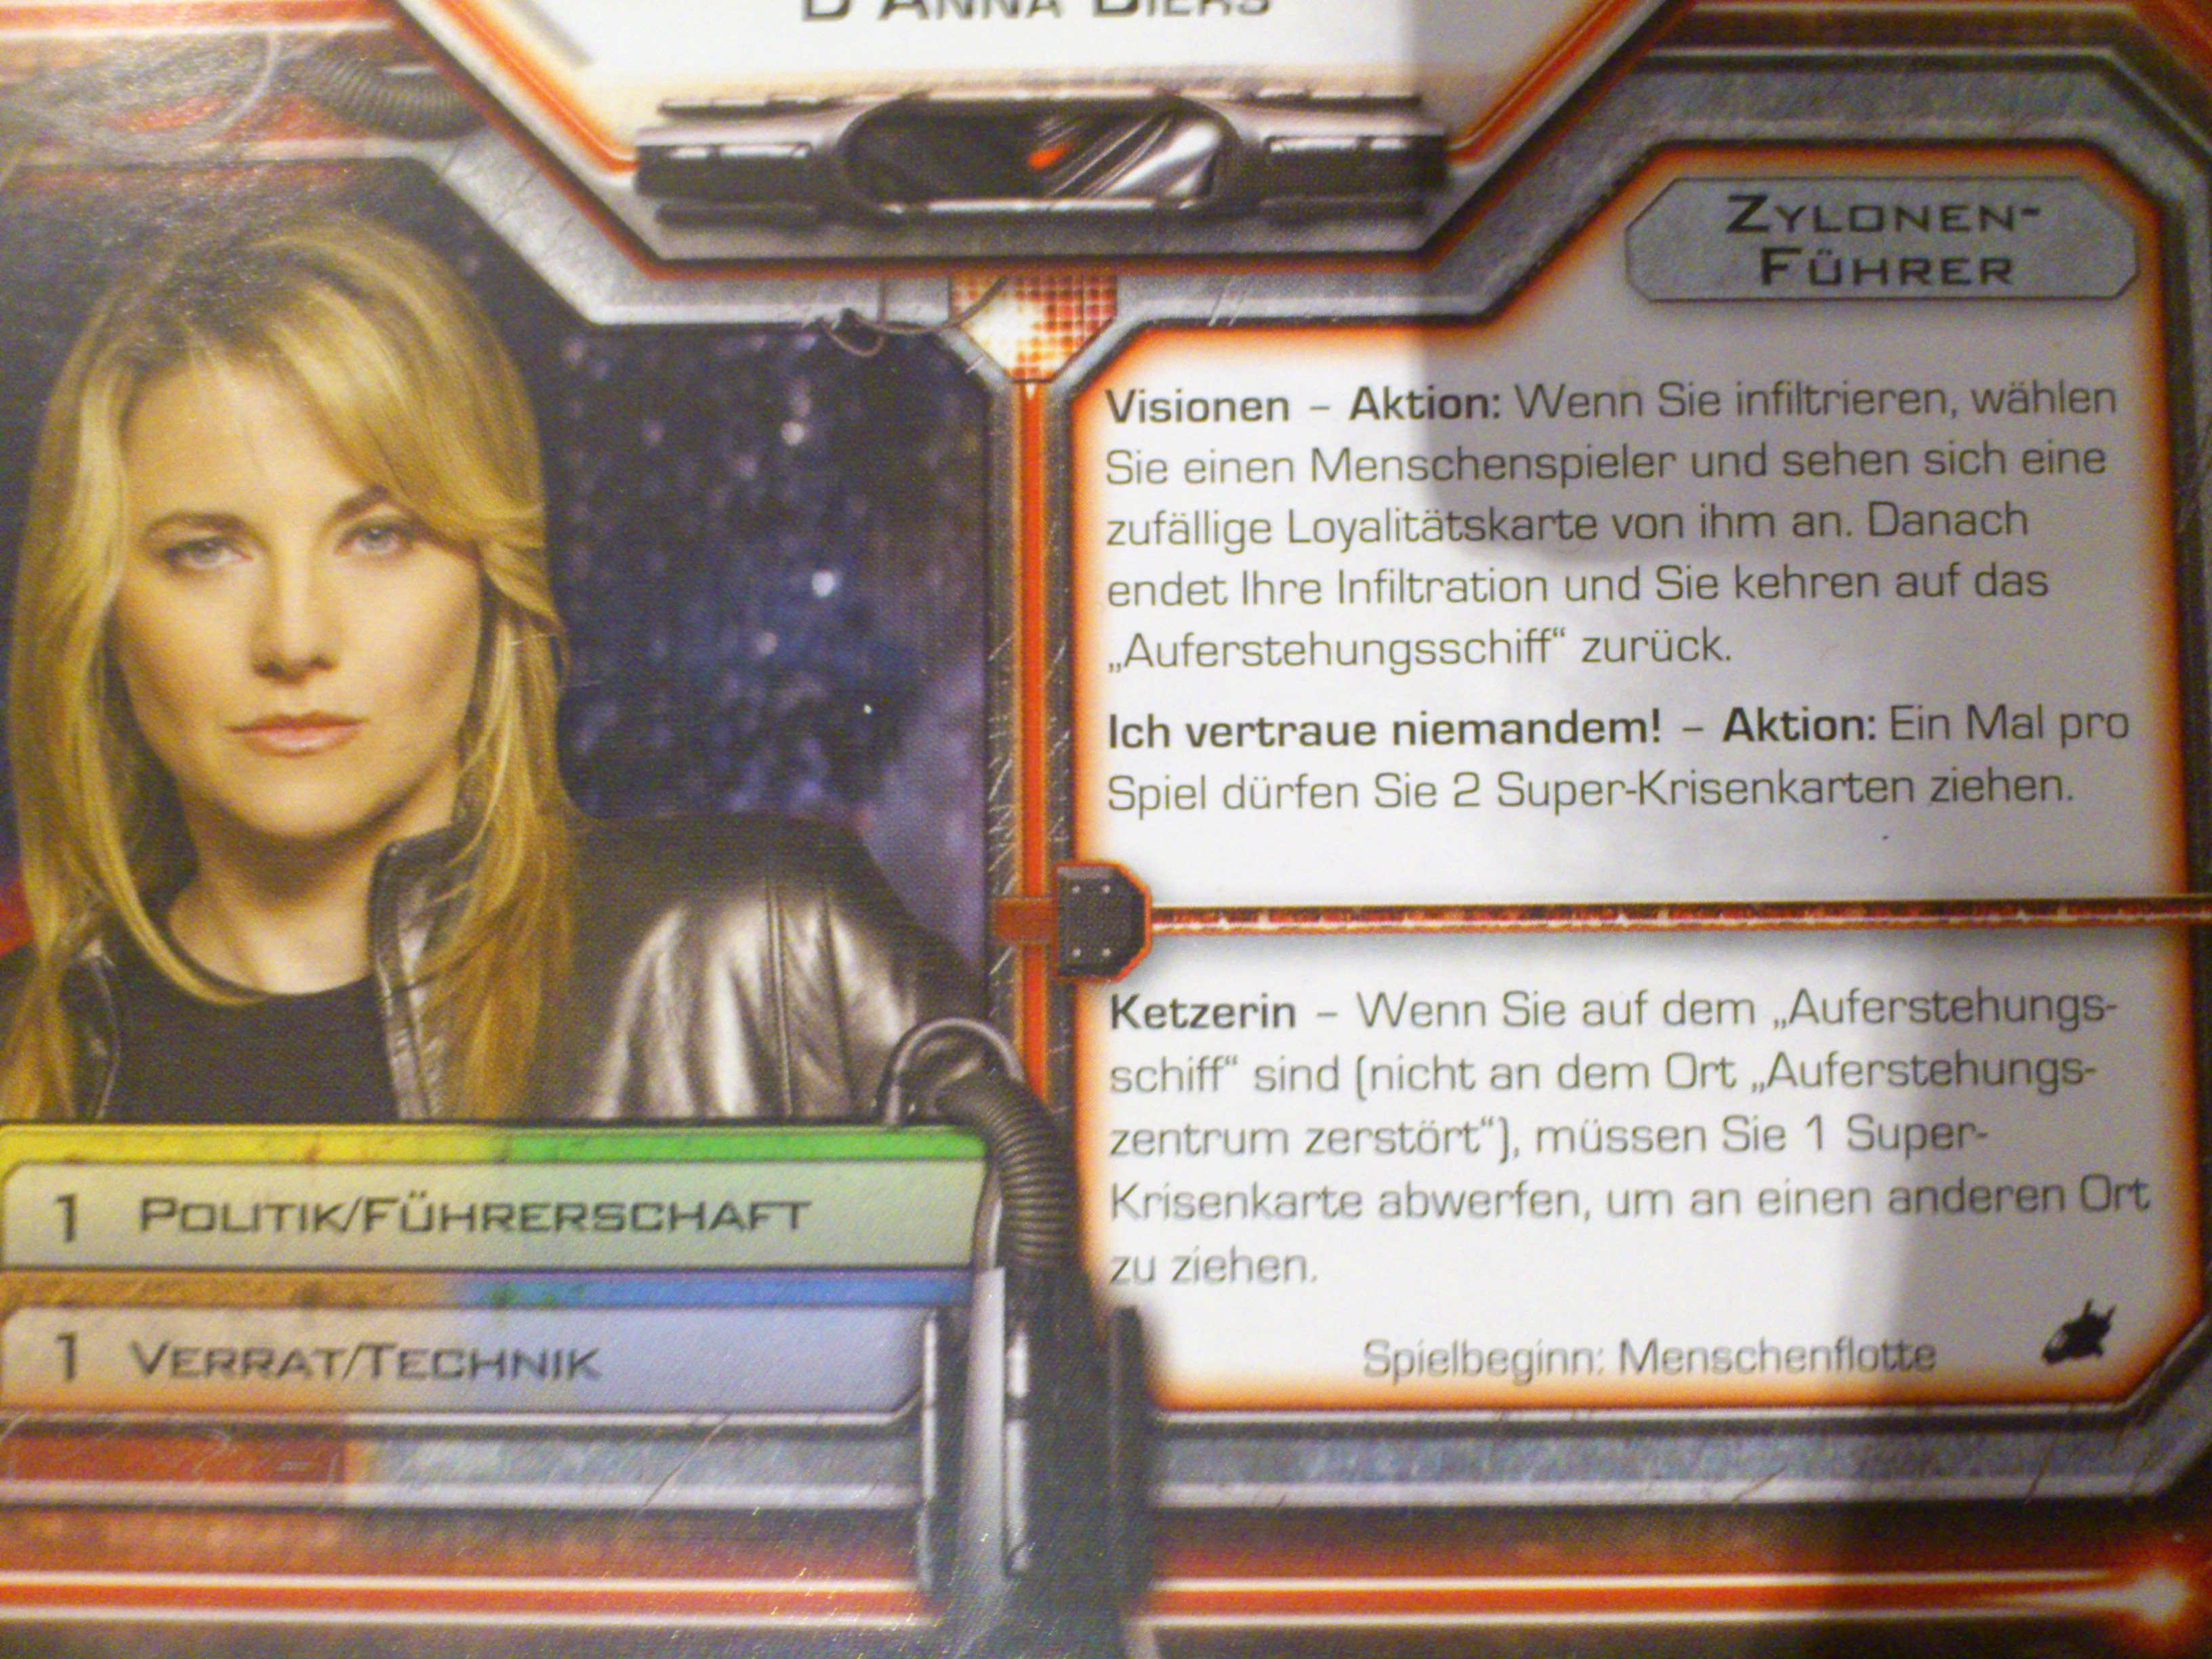 D'Anna Biers
Zylonen-
Führer
Visionen – Aktion: Wenn Sie infiltrieren, wählen
Sie einen Menschenspieler und sehen sich eine
zufällige Loyalitätskarte von ihm an. Danach
endet Ihre Infiltration und Sie kehren auf das
„Auferstehungsschiff“ zurück.
Ich vertraue niemandem! – Aktion: Ein Mal pro
Spiel dürfen Sie 2 Super-Krisenkarten ziehen.
Ketzerin – Wenn Sie auf dem „Auferstehungs-
schiff“ sind (nicht an dem Ort „Auferstehungs-
zentrum zerstört“), müssen Sie 1 Super-
Krisenkarte abwerfen, um an einen anderen Ort
zu ziehen.
Spielbeginn: Menschenflotte
1 Politik/Führerschaft
1 Verrat/Technik